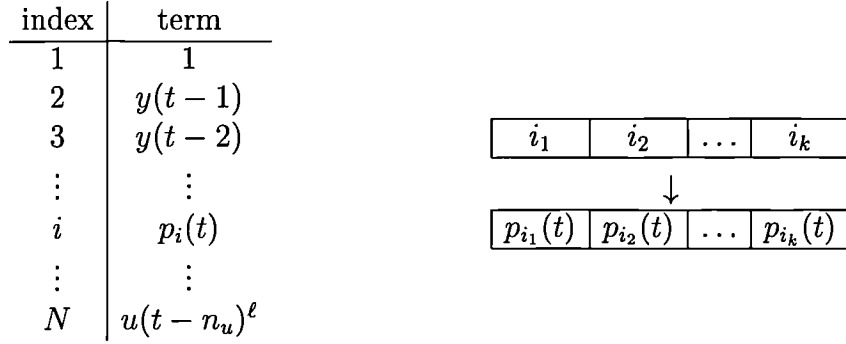 index term
1 1
2 y(t − 1)
3 y(t − 2)
⋮ ⋮
i p_i(t)
⋮ ⋮
N u(t − n_u)^ℓ
i_1 i_2 … i_k
↓
p_{i_1}(t) p_{i_2}(t) … p_{i_k}(t)